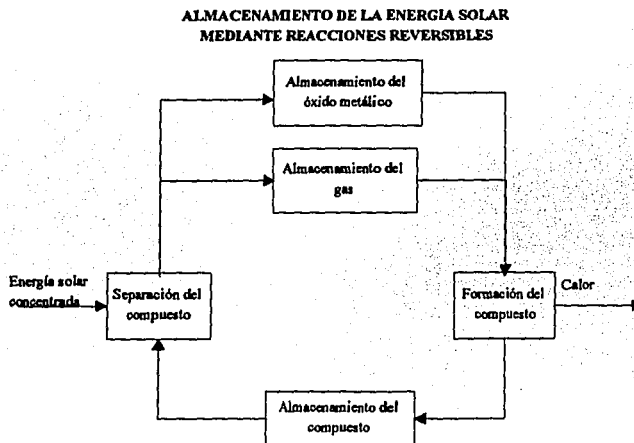 ALMACENAMIENTO DE LA ENERGIA SOLAR
MEDIANTE REACCIONES REVERSIBLES
Almacenamiento del
óxido metálico
Almacenamiento del
gas
Energía solar
concentrada
Separación del
compuesto
Formación del
compuesto
Calor
Almacenamiento del
compuesto